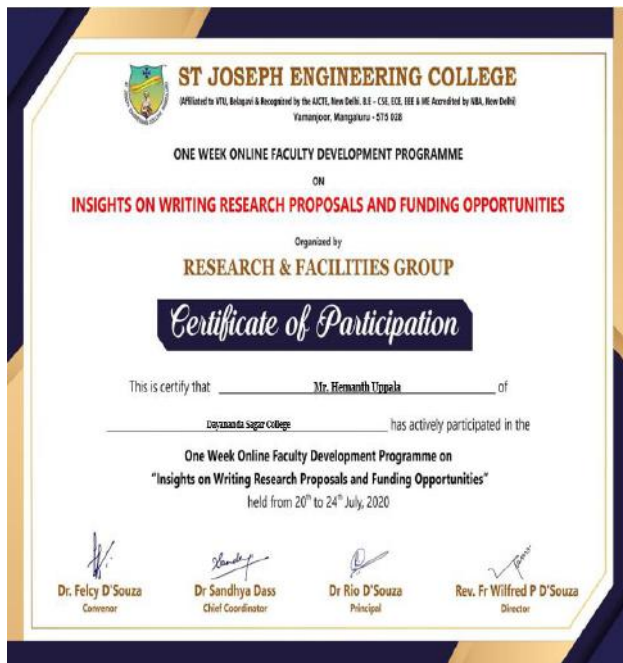 ST JOSEPH ENGINEERING COLLEGE
(Affiliated to VTU, Belagavi & Recognized by the AICTE, New Delhi. B.E - CSE, ECE, EEE & ME Accredited by NBA, New Delhi)
Vamanjoor, Mangaluru - 575 028
ONE WEEK ONLINE FACULTY DEVELOPMENT PROGRAMME
ON
INSIGHTS ON WRITING RESEARCH PROPOSALS AND FUNDING OPPORTUNITIES
Organized by
RESEARCH & FACILITIES GROUP
Certificate of Participation
This is certify that Mr. Hemanth Uppala of
Dayananda Sagar College has actively participated in the
One Week Online Faculty Development Programme on
"Insights on Writing Research Proposals and Funding Opportunities"
held from 20th to 24th July, 2020
Dr. Felcy D'Souza Dr Sandhya Dass Dr Rio D'Souza Rev. Fr Wilfred P D'Souza
Convenor Chief Coordinator Principal Director